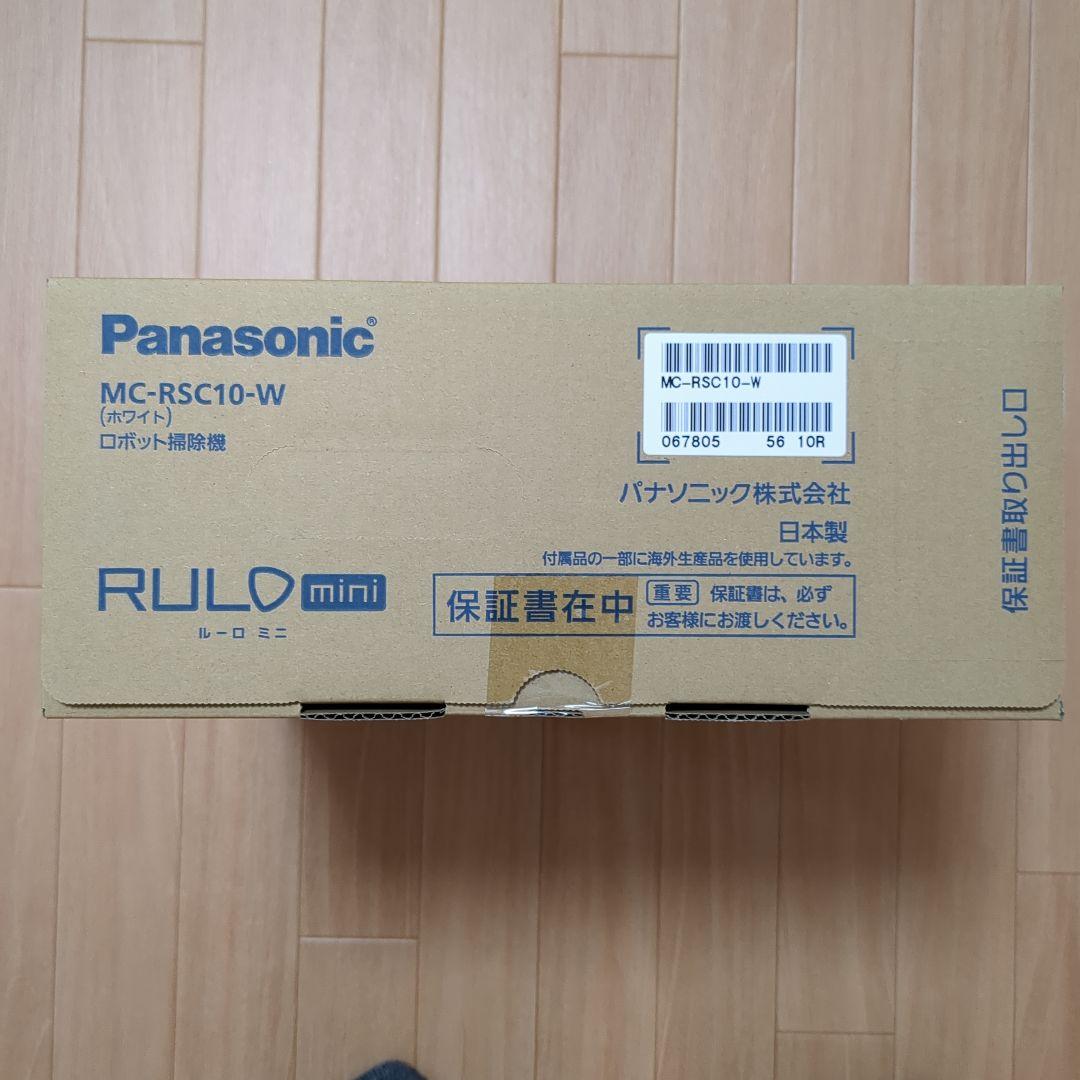 Panasonic®
MC-RSC10-W
(ホワイト)
ロボット掃除機
MC-RSC10-W
067805 56 10R
パナソニック株式会社
日本製
付属品の一部に海外生産品を使用しています。
RULO mini
ルーロ ミニ
保証書在中
重要 保証書は、必ず
お客様にお渡しください。
保証書取り出し口